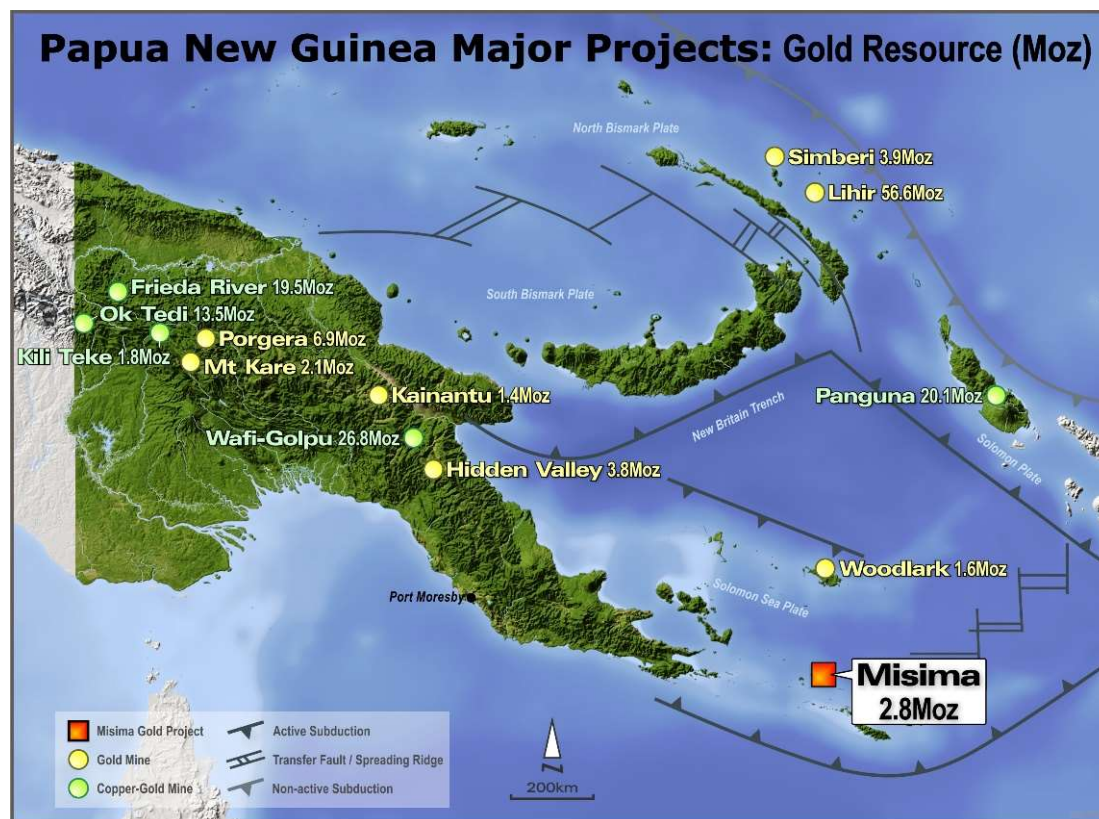 Papua New Guinea Major Projects: Gold Resource (Moz)
North Bismark Plate
Simberi 3.9Moz
Lihir 56.6Moz
Frieda River 19.5Moz
South Bismark Plate
Ok Tedi 13.5Moz
Porgera 6.9Moz
Kili Teke 1.8Moz
Mt Kare 2.1Moz
Kainantu 1.4Moz
Panguna 20.1Moz
New Britain Trench
Wafi-Golpu 26.8Moz
Solomon Plate
Hidden Valley 3.8Moz
Woodlark 1.6Moz
Port Moresby
Solomon Sea Plate
Misima
2.8Moz
Misima Gold Project
Active Subduction
Gold Mine
Transfer Fault / Spreading Ridge
Copper-Gold Mine
Non-active Subduction
N
200km